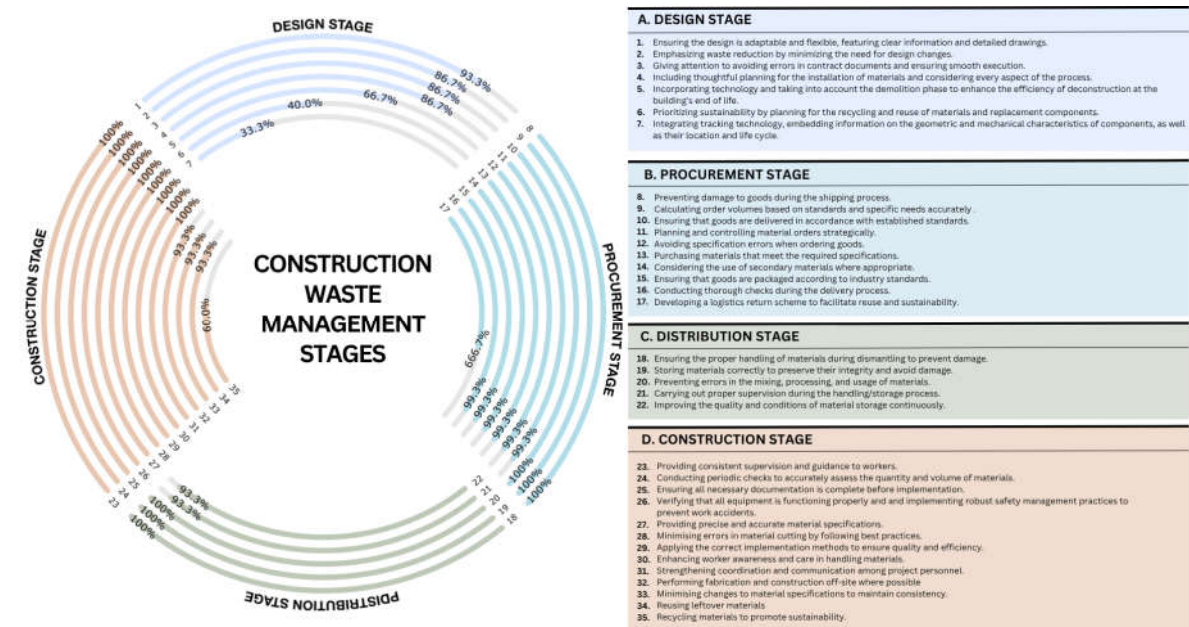 DESIGN STAGE
93.3%
86.7%
86.7%
86.7%
66.7%
40.0%
33.3%
1
2
3
4
5
6
7
PROCUREMENT STAGE
8
9
10
11
12
13
14
15
16
17
666.7%
99.3%
99.3%
99.3%
99.3%
99.3%
99.3%
100%
100%
100%
PDISTRIBUTION STAGE
18
19
20
21
22
93.3%
93.3%
100%
100%
100%
CONSTRUCTION STAGE
100%
100%
100%
100%
100%
100%
100%
100%
93.3%
93.3%
93.3%
60.0%
23
24
25
26
27
28
29
30
31
32
33
34
35
CONSTRUCTION
WASTE
MANAGEMENT
STAGES
A. DESIGN STAGE
1. Ensuring the design is adaptable and flexible, featuring clear information and detailed drawings.
2. Emphasizing waste reduction by minimizing the need for design changes.
3. Giving attention to avoiding errors in contract documents and ensuring smooth execution.
4. Including thoughtful planning for the installation of materials and considering every aspect of the process.
5. Incorporating technology and taking into account the demolition phase to enhance the efficiency of deconstruction at the
building's end of life.
6. Prioritizing sustainability by planning for the recycling and reuse of materials and replacement components.
7. Integrating tracking technology, embedding information on the geometric and mechanical characteristics of components, as well
as their location and life cycle.
B. PROCUREMENT STAGE
8. Preventing damage to goods during the shipping process.
9. Calculating order volumes based on standards and specific needs accurately .
10. Ensuring that goods are delivered in accordance with established standards.
11. Planning and controlling material orders strategically.
12. Avoiding specification errors when ordering goods.
13. Purchasing materials that meet the required specifications.
14. Considering the use of secondary materials where appropriate.
15. Ensuring that goods are packaged according to industry standards.
16. Conducting thorough checks during the delivery process.
17. Developing a logistics return scheme to facilitate reuse and sustainability.
C. DISTRIBUTION STAGE
18. Ensuring the proper handling of materials during dismantling to prevent damage.
19. Storing materials correctly to preserve their integrity and avoid damage.
20. Preventing errors in the mixing, processing, and usage of materials.
21. Carrying out proper supervision during the handling/storage process.
22. Improving the quality and conditions of material storage continuously.
D. CONSTRUCTION STAGE
23. Providing consistent supervision and guidance to workers.
24. Conducting periodic checks to accurately assess the quantity and volume of materials.
25. Ensuring all necessary documentation is complete before implementation.
26. Verifying that all equipment is functioning properly and and implementing robust safety management practices to
prevent work accidents.
27. Providing precise and accurate material specifications.
28. Minimising errors in material cutting by following best practices.
29. Applying the correct implementation methods to ensure quality and efficiency.
30. Enhancing worker awareness and care in handling materials.
31. Strengthening coordination and communication among project personnel.
32. Performing fabrication and construction off-site where possible
33. Minimising changes to material specifications to maintain consistency.
34. Reusing leftover materials
35. Recycling materials to promote sustainability.